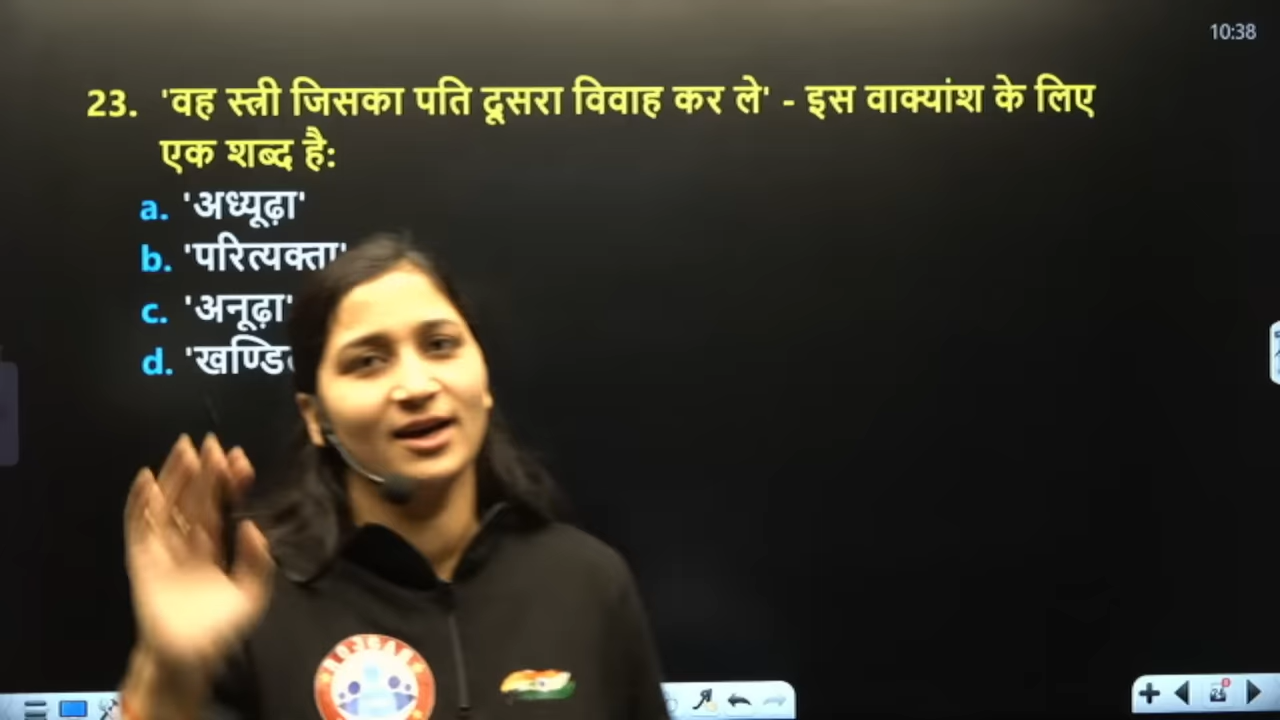 10:38
23. 'वह स्त्री जिसका पति दूसरा विवाह कर ले' - इस वाक्यांश के लिए
एक शब्द है:
a. 'अध्यूढ़ा'
b. 'परित्यक्ता'
c. 'अनूढ़ा'
d.